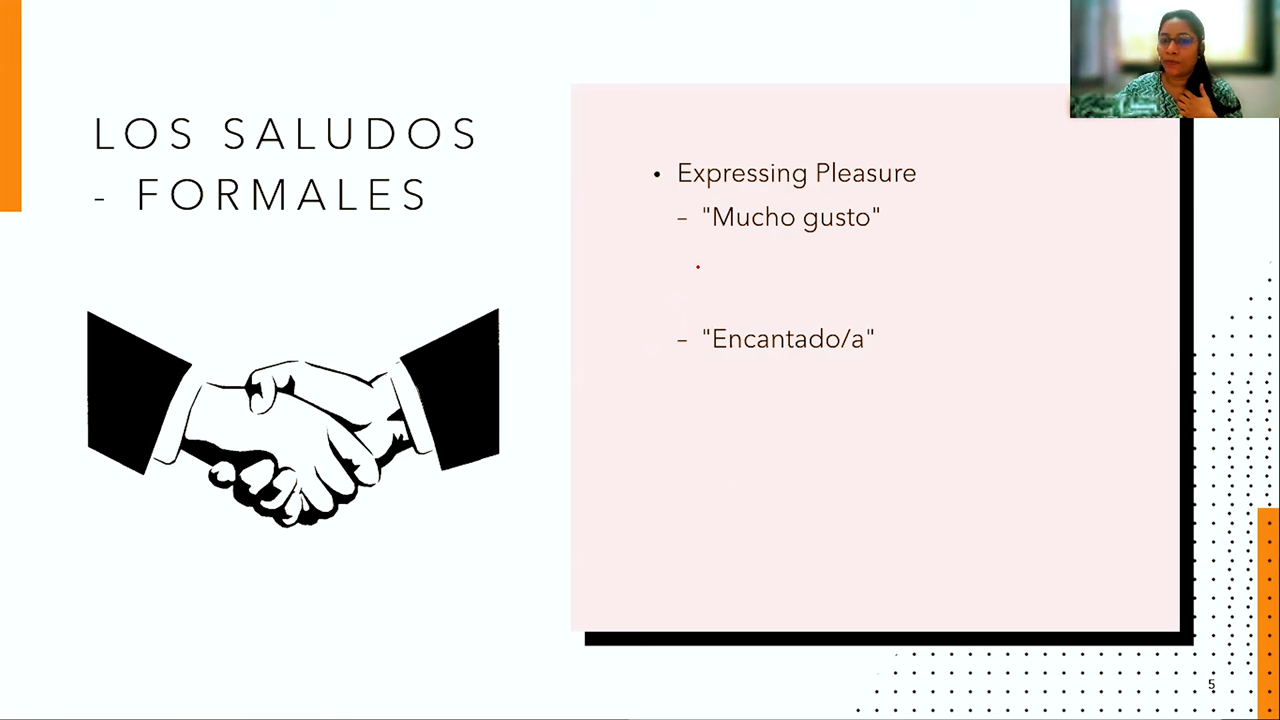 LOS SALUDOS
- FORMALES
• Expressing Pleasure
– "Mucho gusto"
– "Encantado/a"
5